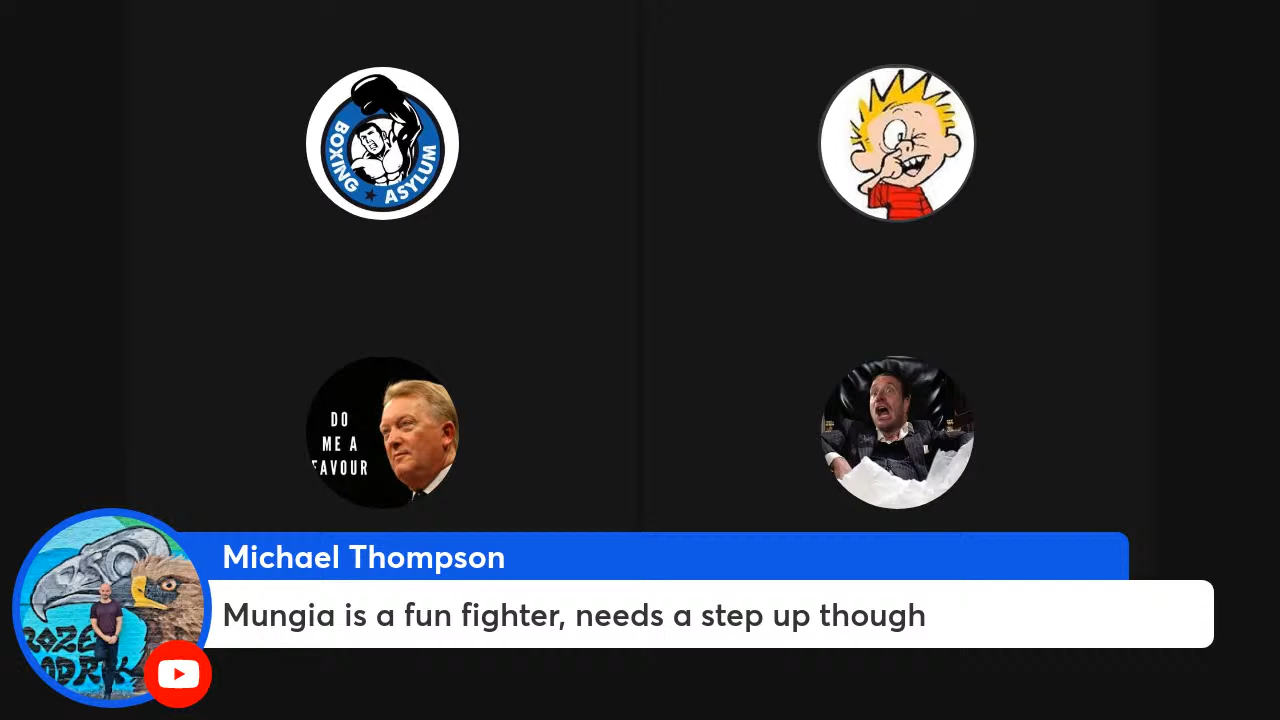 BOXING ★ ASYLUM
DO
ME A
FAVOUR
Michael Thompson
Mungia is a fun fighter, needs a step up though